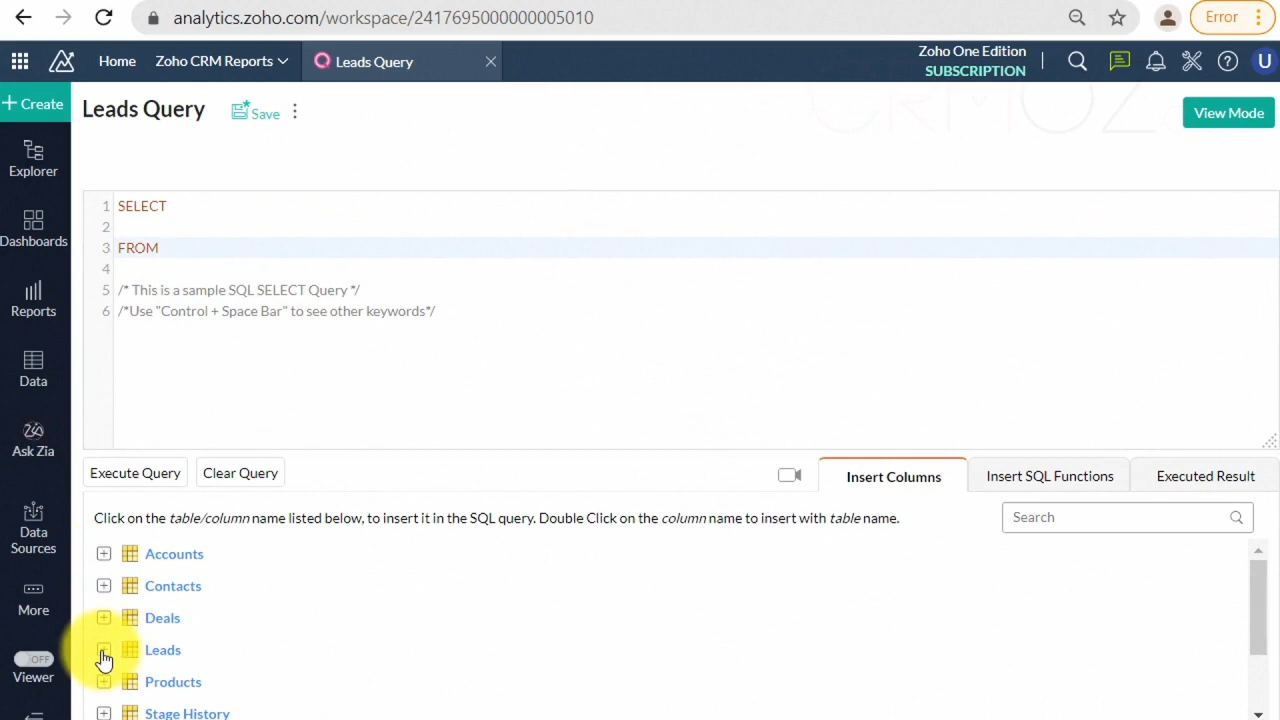 analytics.zoho.com/workspace/2417695000000005010
Error
Home
Zoho CRM Reports
Leads Query
Zoho One Edition
SUBSCRIPTION
U
+ Create
Leads Query
Save
View Mode
CRMOZ
Explorer
Dashboards
Reports
Data
Ask Zia
Data
Sources
More
OFF
Viewer
1 SELECT
2
3 FROM
4
5 /* This is a sample SQL SELECT Query */
6 /*Use "Control + Space Bar" to see other keywords*/
Execute Query
Clear Query
Insert Columns
Insert SQL Functions
Executed Result
Click on the table/column name listed below, to insert it in the SQL query. Double Click on the column name to insert with table name.
Search
Accounts
Contacts
Deals
Leads
Products
Stage History